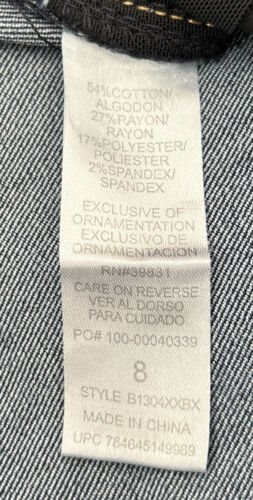 54%COTTON/
ALGODON
27%RAYON/
RAYON
17%POLYESTER/
POLIESTER
2%SPANDEX/
SPANDEX
EXCLUSIVE OF
ORNAMENTATION
EXCLUSIVO DE
ORNAMENTACION
RN#39831
CARE ON REVERSE
VER AL DORSO
PARA CUIDADO
PO# 100-00040339
8
STYLE B1304XXBX
MADE IN CHINA
UPC 784645149989